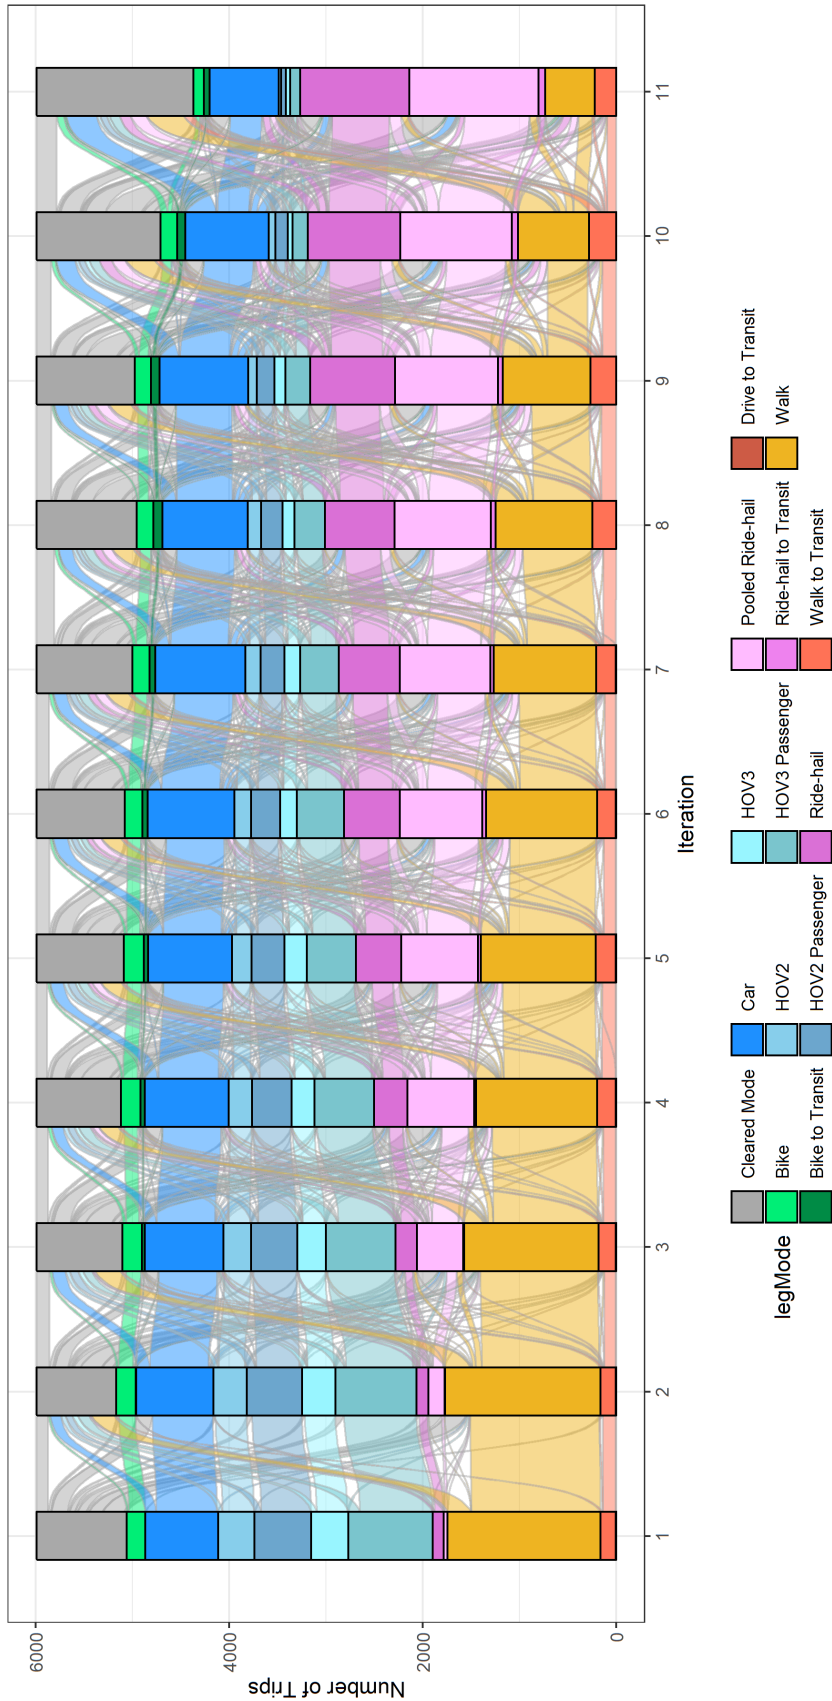 Number of Trips
6000
4000
2000
0
1
2
3
4
5
6
7
8
9
10
11
Iteration
legMode
Cleared Mode
Bike
Bike to Transit
Car
HOV2
HOV2 Passenger
HOV3
HOV3 Passenger
Ride-hail
Pooled Ride-hail
Ride-hail to Transit
Walk to Transit
Drive to Transit
Walk